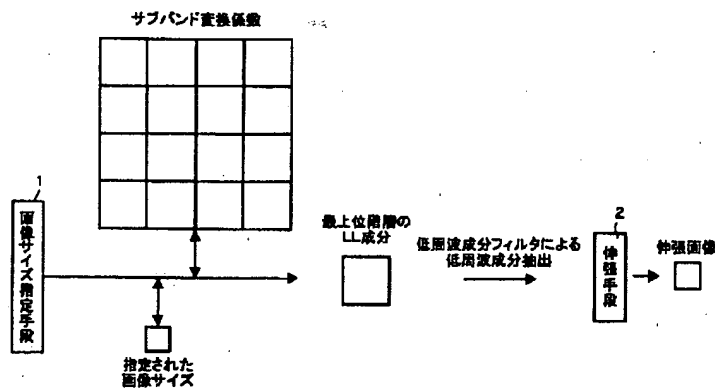 サブバンド変換係数
1
画像サイズ指定手段
最上位階層の
LL成分
低周波成分フィルタによる
低周波成分抽出
2
伸張手段
伸張画像
指定された
画像サイズ